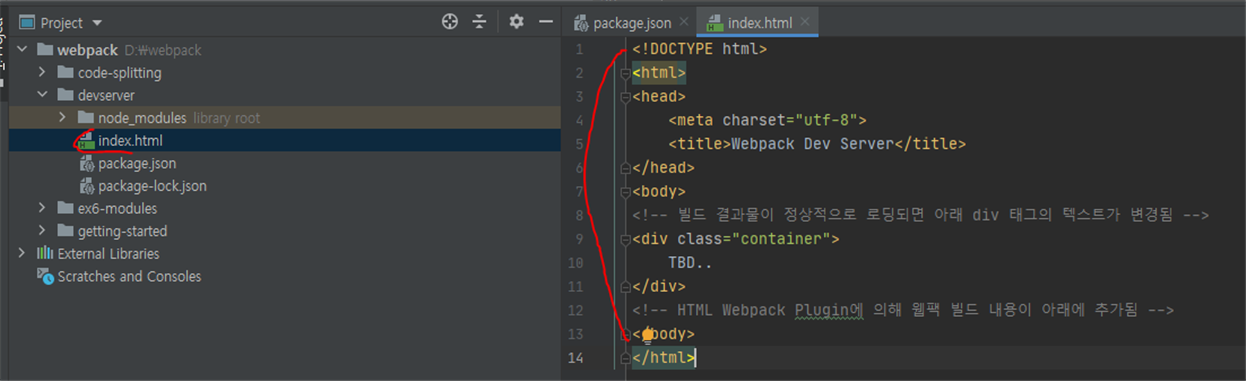 Project
webpack D:\webpack
code-splitting
devserver
node_modules library root
index.html
package.json
package-lock.json
ex6-modules
getting-started
External Libraries
Scratches and Consoles
package.json
index.html
1 <!DOCTYPE html>
2 <html>
3 <head>
4 <meta charset="utf-8">
5 <title>Webpack Dev Server</title>
6 </head>
7 <body>
8 <!-- 빌드 결과물이 정상적으로 로딩되면 아래 div 태그의 텍스트가 변경됨 -->
9 <div class="container">
10 TBD..
11 </div>
12 <!-- HTML Webpack Plugin에 의해 웹팩 빌드 내용이 아래에 추가됨 -->
13 < body>
14 </html>